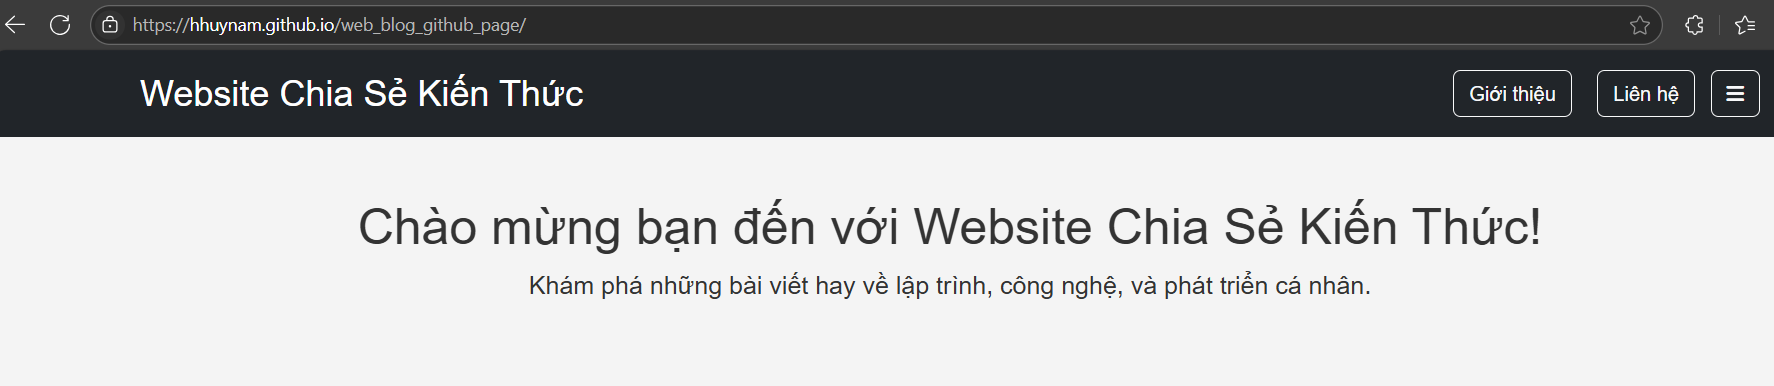 https://hhuynam.github.io/web_blog_github_page/
Website Chia Sẻ Kiến Thức
Giới thiệu
Liên hệ
Chào mừng bạn đến với Website Chia Sẻ Kiến Thức!
Khám phá những bài viết hay về lập trình, công nghệ, và phát triển cá nhân.